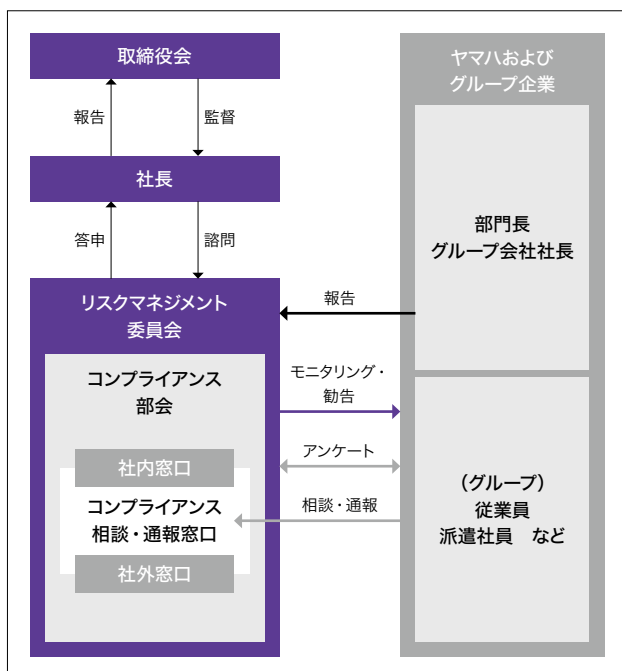 取締役会
報告
監督
社長
答申
諮問
リスクマネジメント
委員会
コンプライアンス
部会
社内窓口
コンプライアンス
相談・通報窓口
社外窓口
報告
モニタリング・
勧告
アンケート
相談・通報
ヤマハおよび
グループ企業
部門長
グループ会社社長
(グループ)
従業員
派遣社員　など